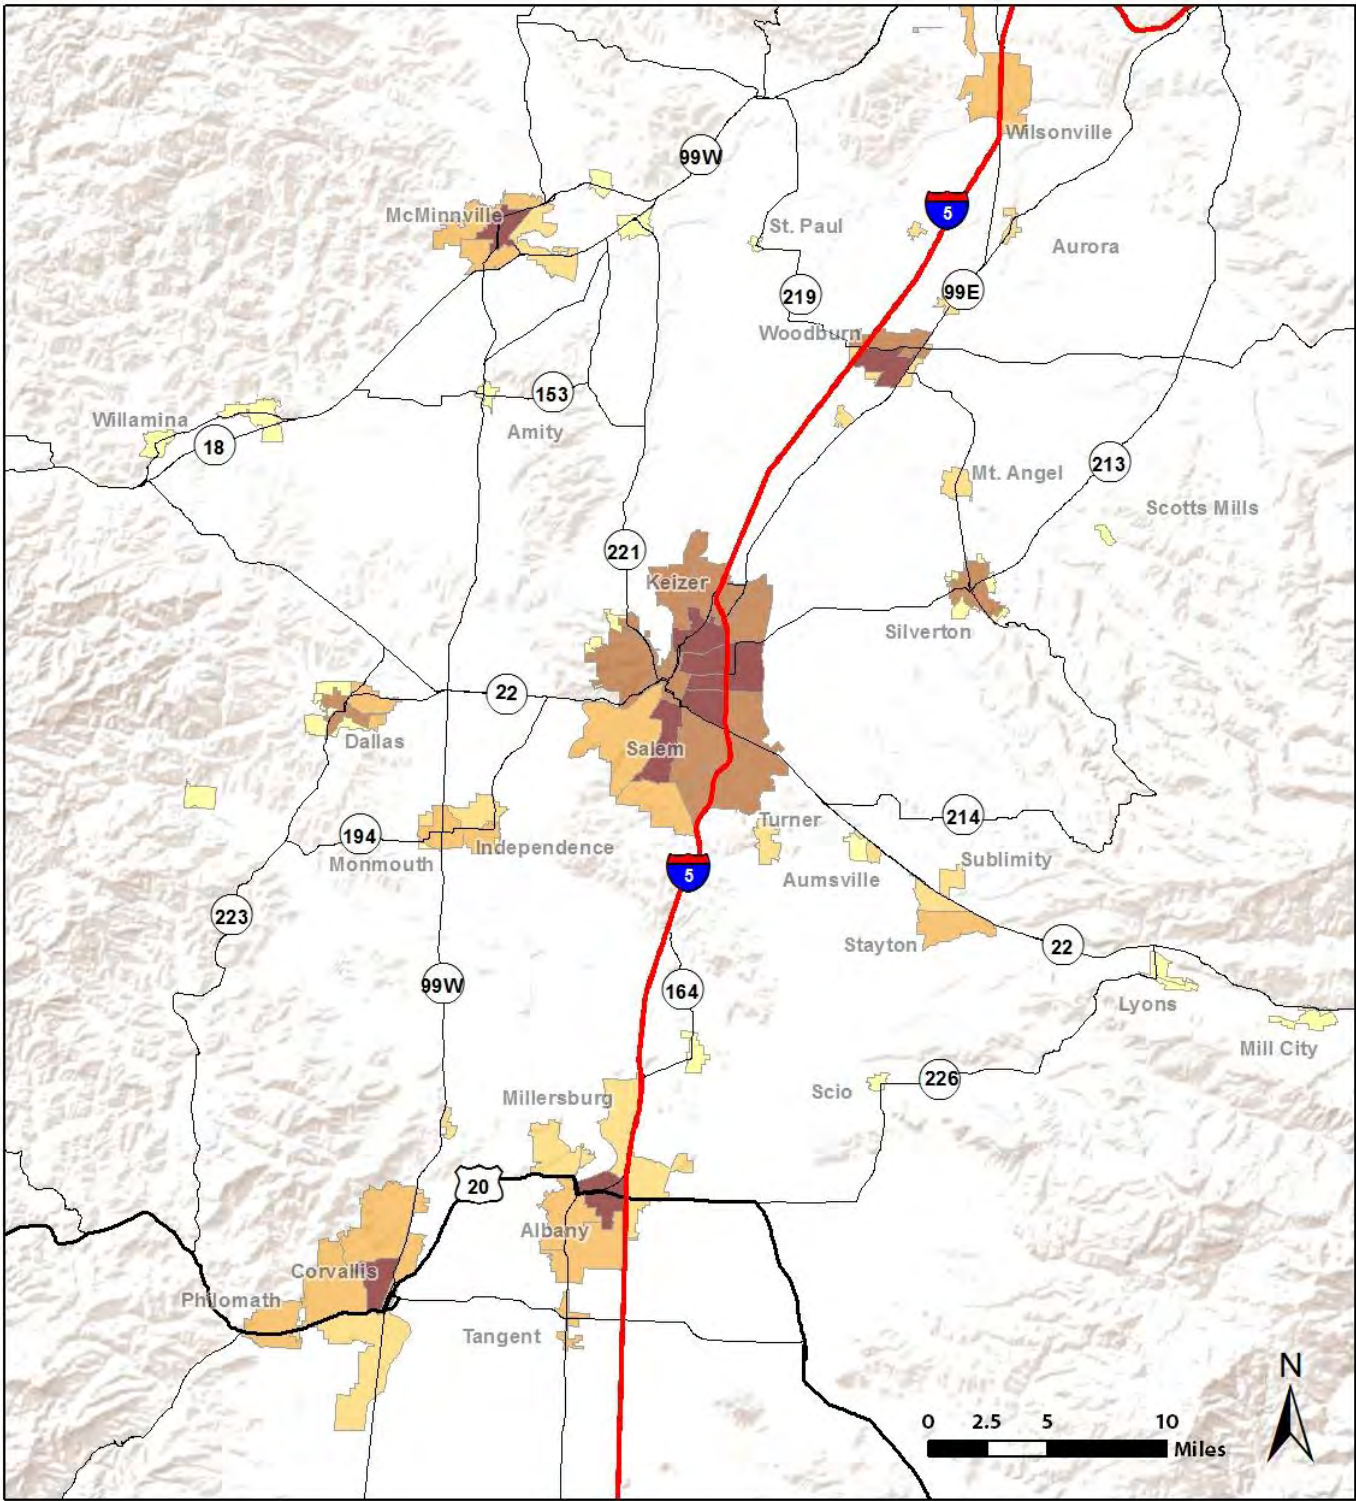 Wilsonville
99W
5
McMinnville
St. Paul
Aurora
219
99E
Woodburn
153
Willamina
18
Amity
213
Mt. Angel
Scotts Mills
221
Keizer
Silverton
22
Dallas
Salem
214
Turner
194
Independence
Monmouth
5
Aumsville
Sublimity
223
Stayton
22
99W
164
Lyons
Mill City
226
Scio
Millersburg
20
Albany
Corvallis
Philomath
Tangent
N
0 2.5 5 10
Miles